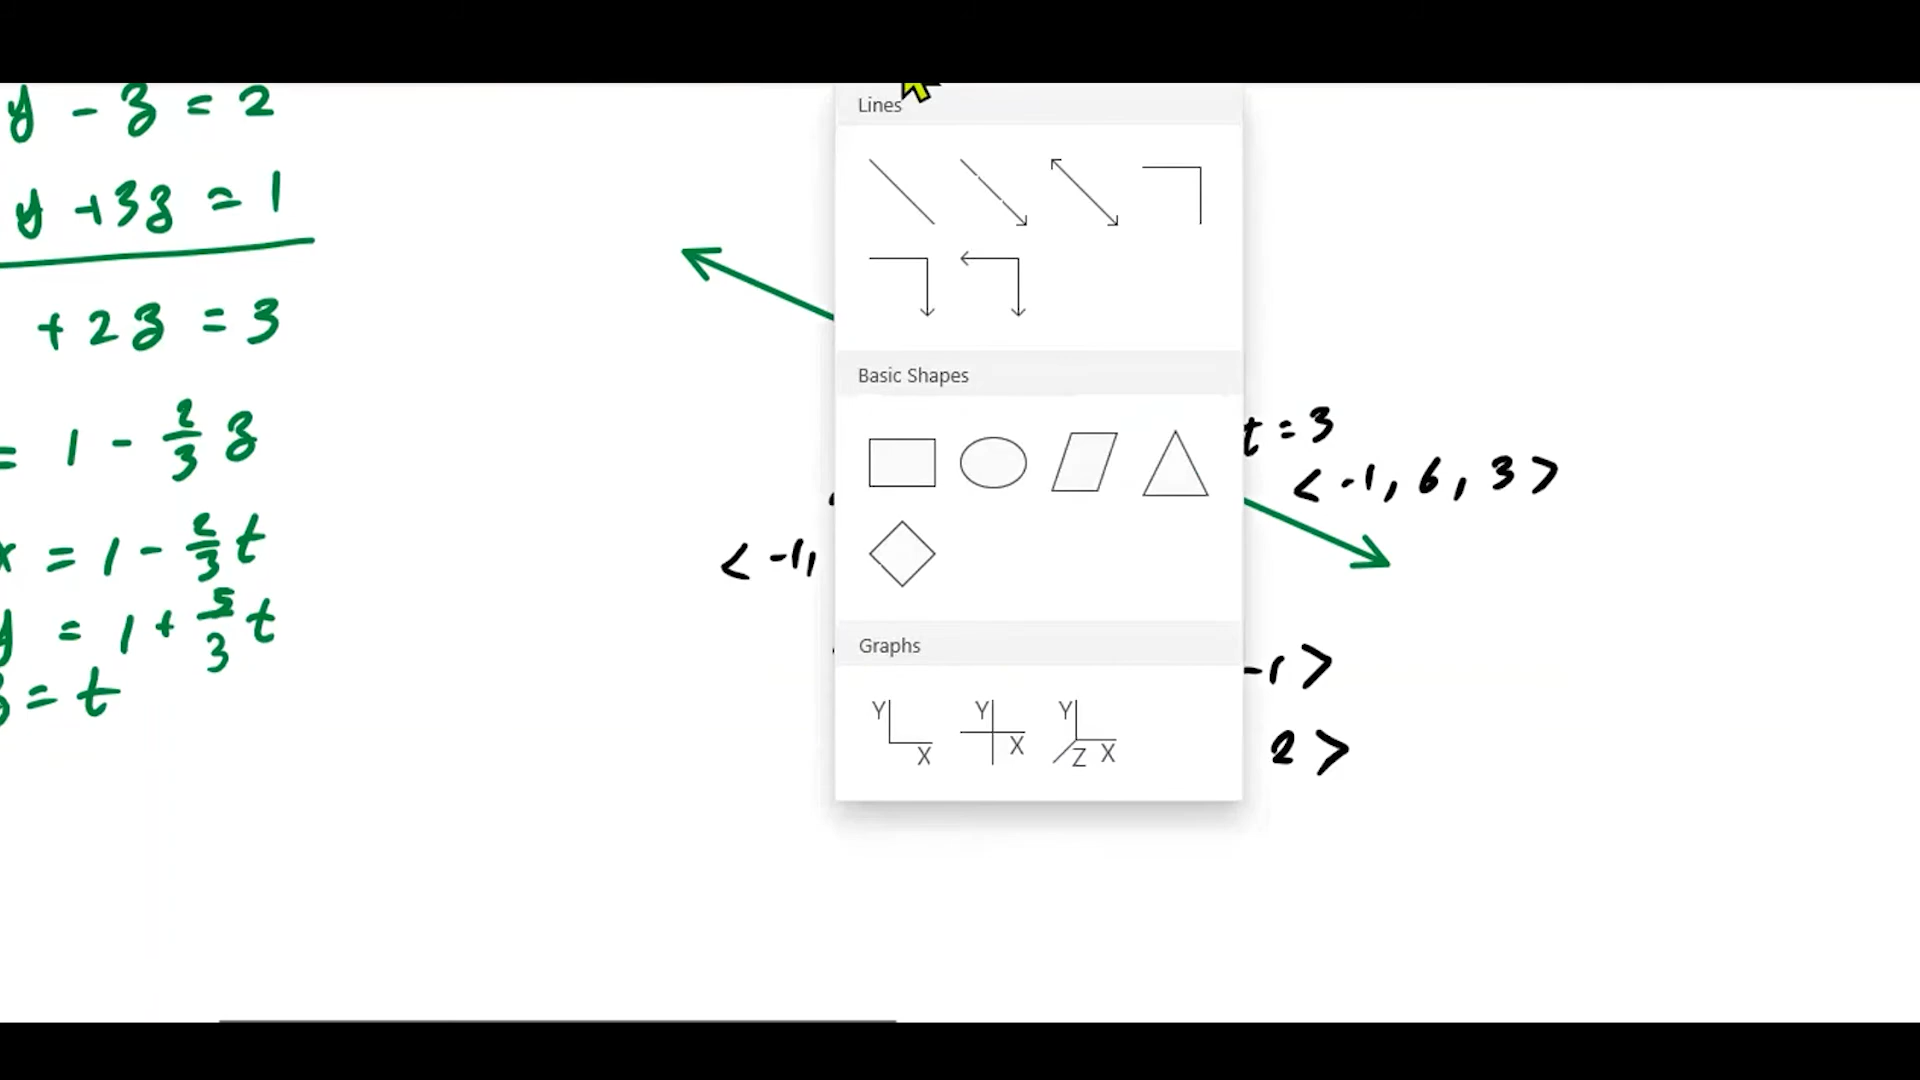 y - z = 2
y + 3z = 1
+ 2z = 3
= 1 - 2/3 z
x = 1 - 2/3 t
y = 1 + 5/3 t
z = t
Lines
Basic Shapes
Graphs
Y X
Y X
Y Z X
t = 3
< -1, 6, 3 >
< -1,
-1 >
2 >